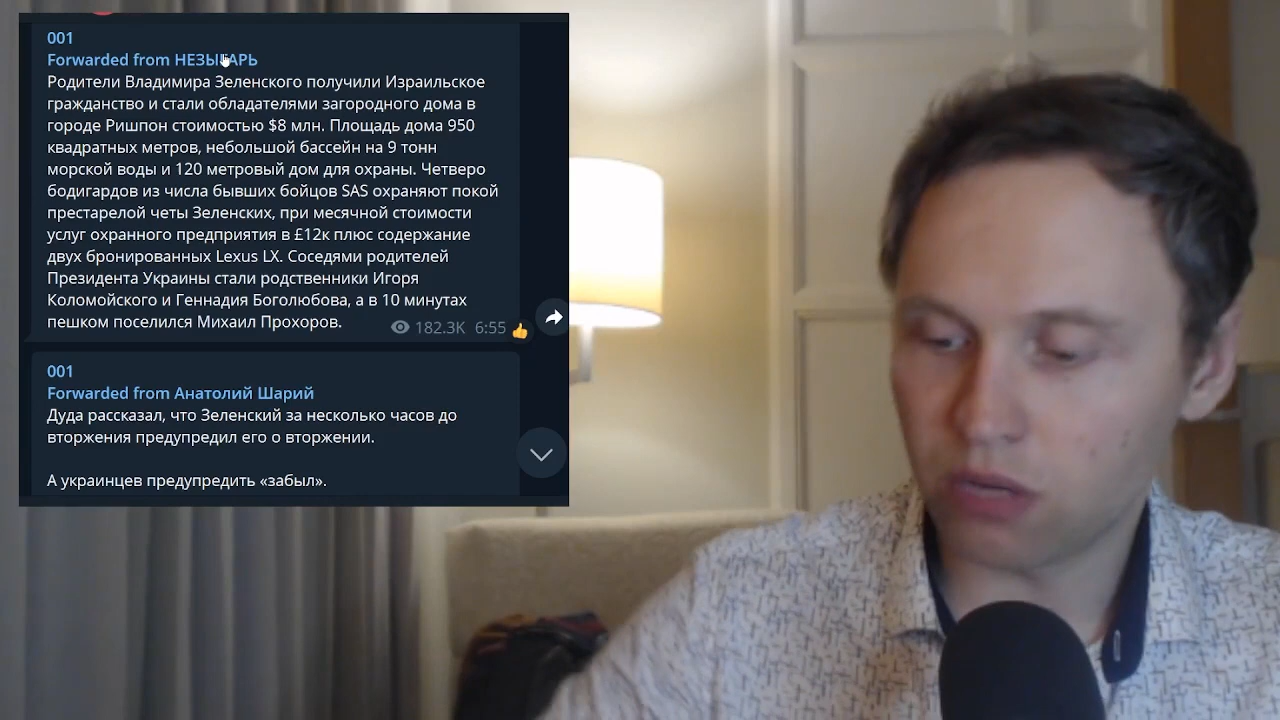 001
Forwarded from НЕЗЫГАРЬ
Родители Владимира Зеленского получили Израильское
гражданство и стали обладателями загородного дома в
городе Ришпон стоимостью $8 млн. Площадь дома 950
квадратных метров, небольшой бассейн на 9 тонн
морской воды и 120 метровый дом для охраны. Четверо
бодигардов из числа бывших бойцов SAS охраняют покой
престарелой четы Зеленских, при месячной стоимости
услуг охранного предприятия в £12к плюс содержание
двух бронированных Lexus LX. Соседями родителей
Президента Украины стали родственники Игоря
Коломойского и Геннадия Боголюбова, а в 10 минутах
пешком поселился Михаил Прохоров.
182.3K 6:55
001
Forwarded from Анатолий Шарий
Дуда рассказал, что Зеленский за несколько часов до
вторжения предупредил его о вторжении.
А украинцев предупредить «забыл».